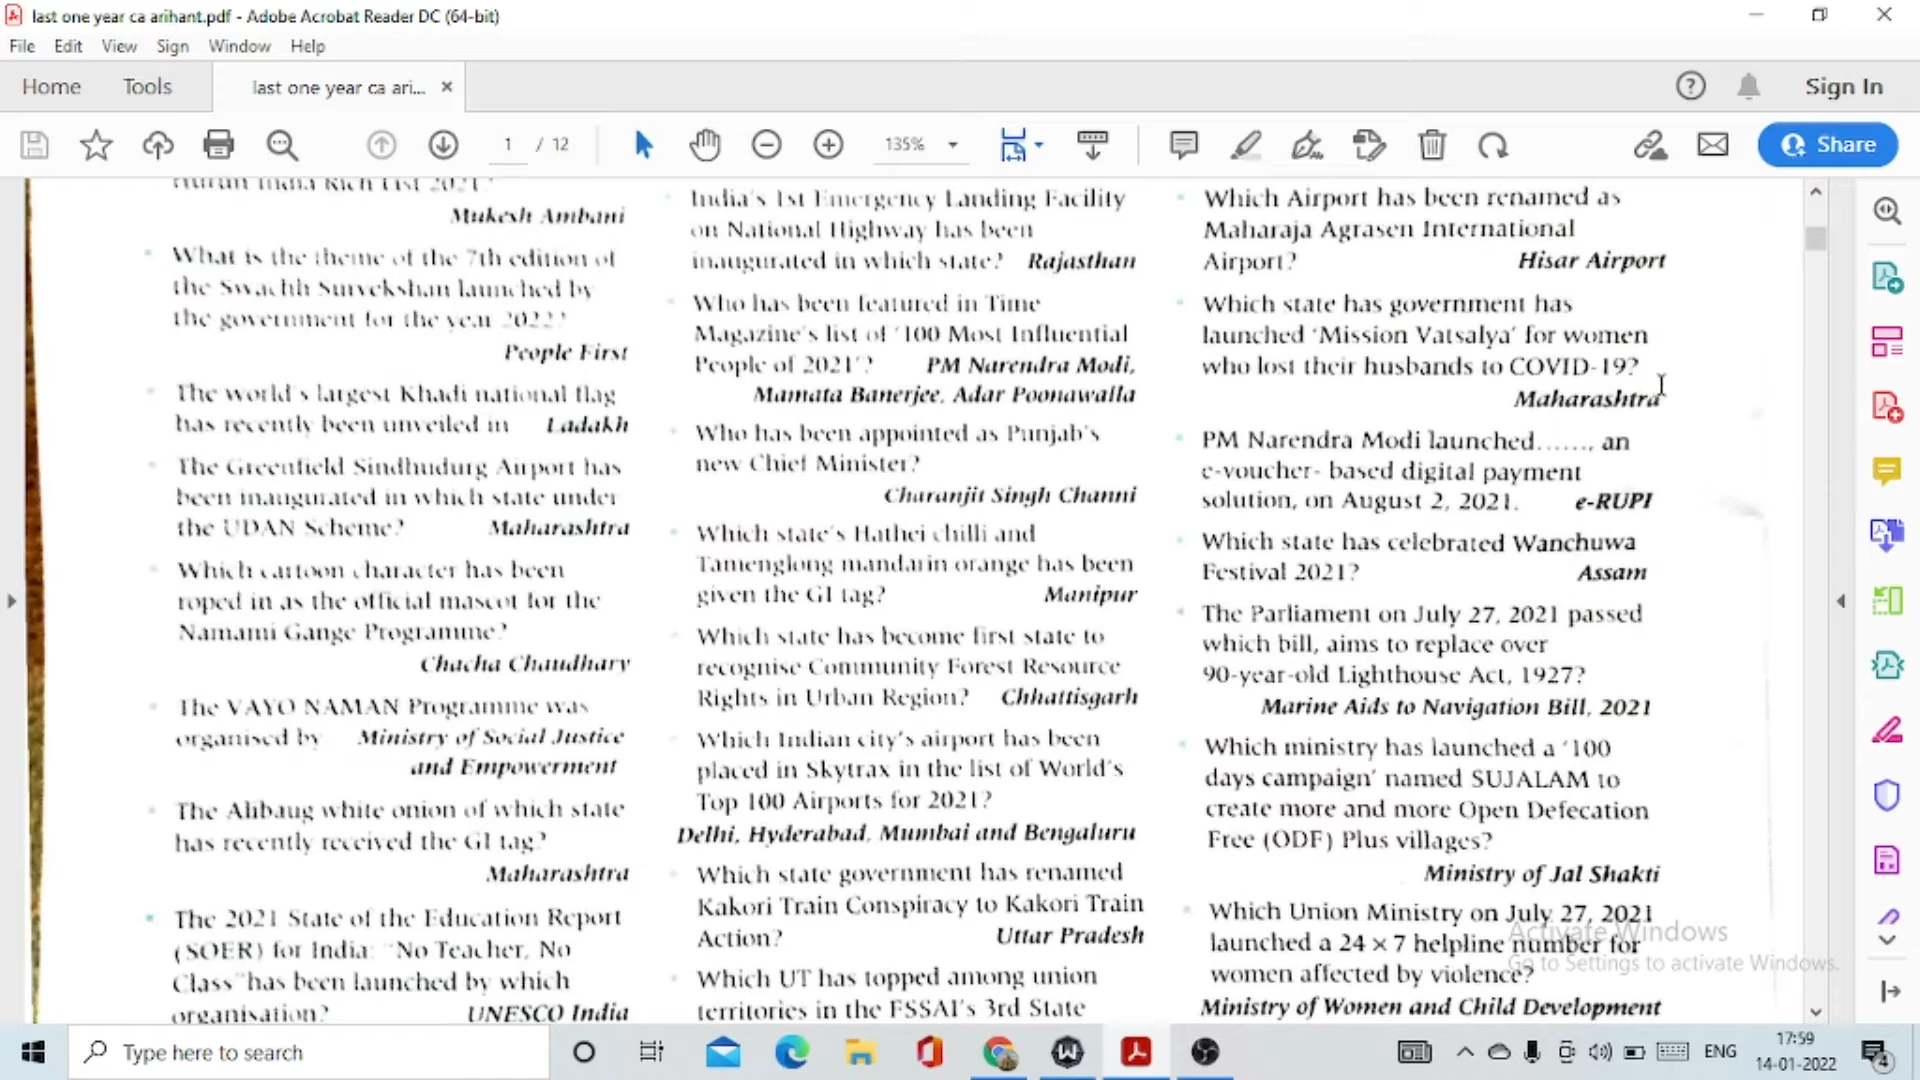 last one year ca arihant.pdf - Adobe Acrobat Reader DC (64-bit)
File Edit View Sign Window Help
Home Tools last one year ca ari... × Sign In
1 / 12 135% Share
India Rich List 2021?
Mukesh Ambani
What is the theme of the 7th edition of
the Swachh Survekshan launched by
the government for the year 2022?
People First
The world's largest Khadi national flag
has recently been unveiled in Ladakh
The Greenfield Sindhudurg Airport has
been inaugurated in which state under
the UDAN Scheme? Maharashtra
Which cartoon character has been
roped in as the official mascot for the
Namami Gange Programme?
Chacha Chaudhary
The VAYO NAMAN Programme was
organised by Ministry of Social Justice
and Empowerment
The Alibaug white onion of which state
has recently received the GI tag?
Maharashtra
The 2021 State of the Education Report
(SOER) for India: "No Teacher, No
Class" has been launched by which
organisation? UNESCO India
India's 1st Emergency Landing Facility
on National Highway has been
inaugurated in which state? Rajasthan
Who has been featured in Time
Magazine's list of '100 Most Influential
People of 2021'? PM Narendra Modi,
Mamata Banerjee, Adar Poonawalla
Who has been appointed as Punjab's
new Chief Minister?
Charanjit Singh Channi
Which state's Hathei chilli and
Tamenglong mandarin orange has been
given the GI tag? Manipur
Which state has become first state to
recognise Community Forest Resource
Rights in Urban Region? Chhattisgarh
Which Indian city's airport has been
placed in Skytrax in the list of World's
Top 100 Airports for 2021?
Delhi, Hyderabad, Mumbai and Bengaluru
Which state government has renamed
Kakori Train Conspiracy to Kakori Train
Action? Uttar Pradesh
Which UT has topped among union
territories in the FSSAI's 3rd State
Which Airport has been renamed as
Maharaja Agrasen International
Airport? Hisar Airport
Which state has government has
launched 'Mission Vatsalya' for women
who lost their husbands to COVID-19?
Maharashtra
PM Narendra Modi launched......, an
e-voucher- based digital payment
solution, on August 2, 2021. e-RUPI
Which state has celebrated Wanchuwa
Festival 2021? Assam
The Parliament on July 27, 2021 passed
which bill, aims to replace over
90-year-old Lighthouse Act, 1927?
Marine Aids to Navigation Bill, 2021
Which ministry has launched a '100
days campaign' named SUJALAM to
create more and more Open Defecation
Free (ODF) Plus villages?
Ministry of Jal Shakti
Which Union Ministry on July 27, 2021
launched a 24 × 7 helpline number for
women affected by violence?
Ministry of Women and Child Development
Activate Windows
Go to Settings to activate Windows.
Type here to search
ENG
17:59
14-01-2022
4